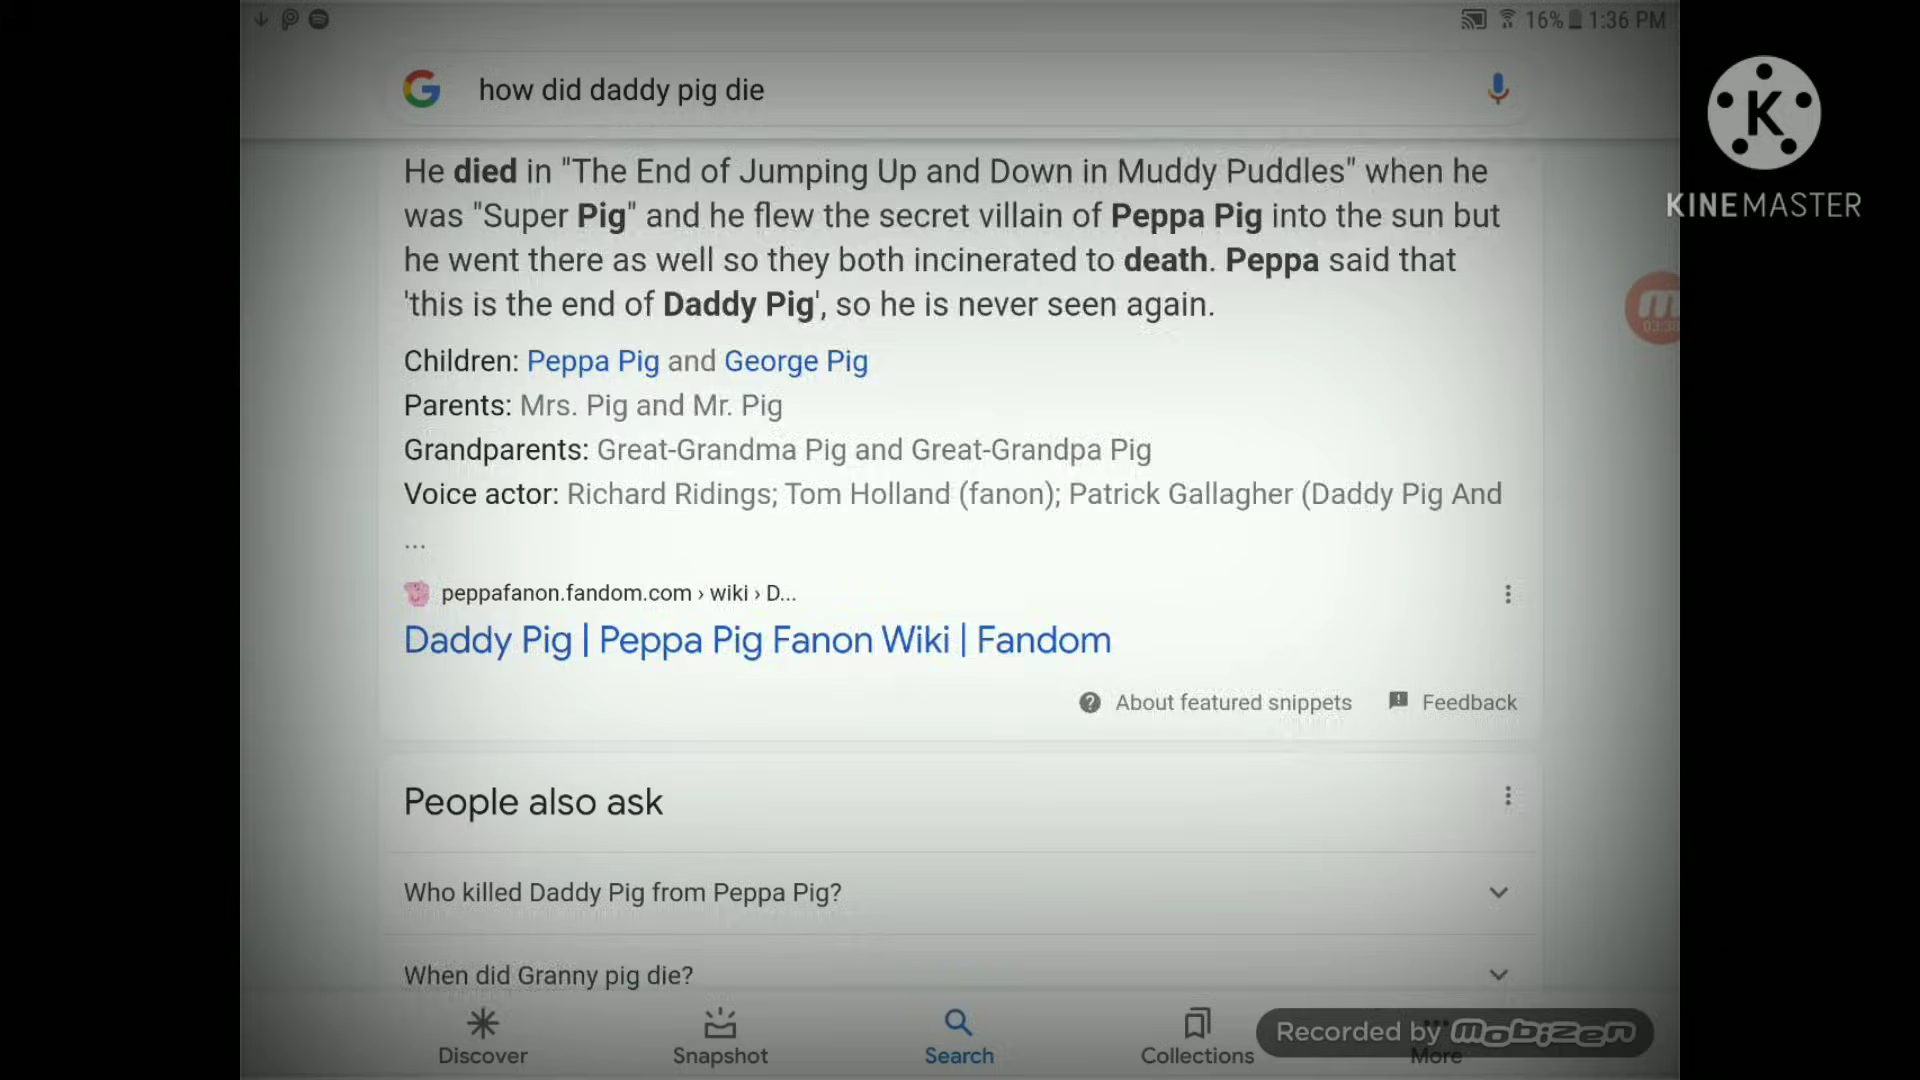 16% 1:36 PM
how did daddy pig die
K
KINEMASTER
He died in "The End of Jumping Up and Down in Muddy Puddles" when he
was "Super Pig" and he flew the secret villain of Peppa Pig into the sun but
he went there as well so they both incinerated to death. Peppa said that
'this is the end of Daddy Pig', so he is never seen again.
Children: Peppa Pig and George Pig
Parents: Mrs. Pig and Mr. Pig
Grandparents: Great-Grandma Pig and Great-Grandpa Pig
Voice actor: Richard Ridings; Tom Holland (fanon); Patrick Gallagher (Daddy Pig And
...
peppafanon.fandom.com › wiki › D...
Daddy Pig | Peppa Pig Fanon Wiki | Fandom
About featured snippets Feedback
People also ask
Who killed Daddy Pig from Peppa Pig?
When did Granny pig die?
Discover Snapshot Search Collections More
Recorded by mobizen